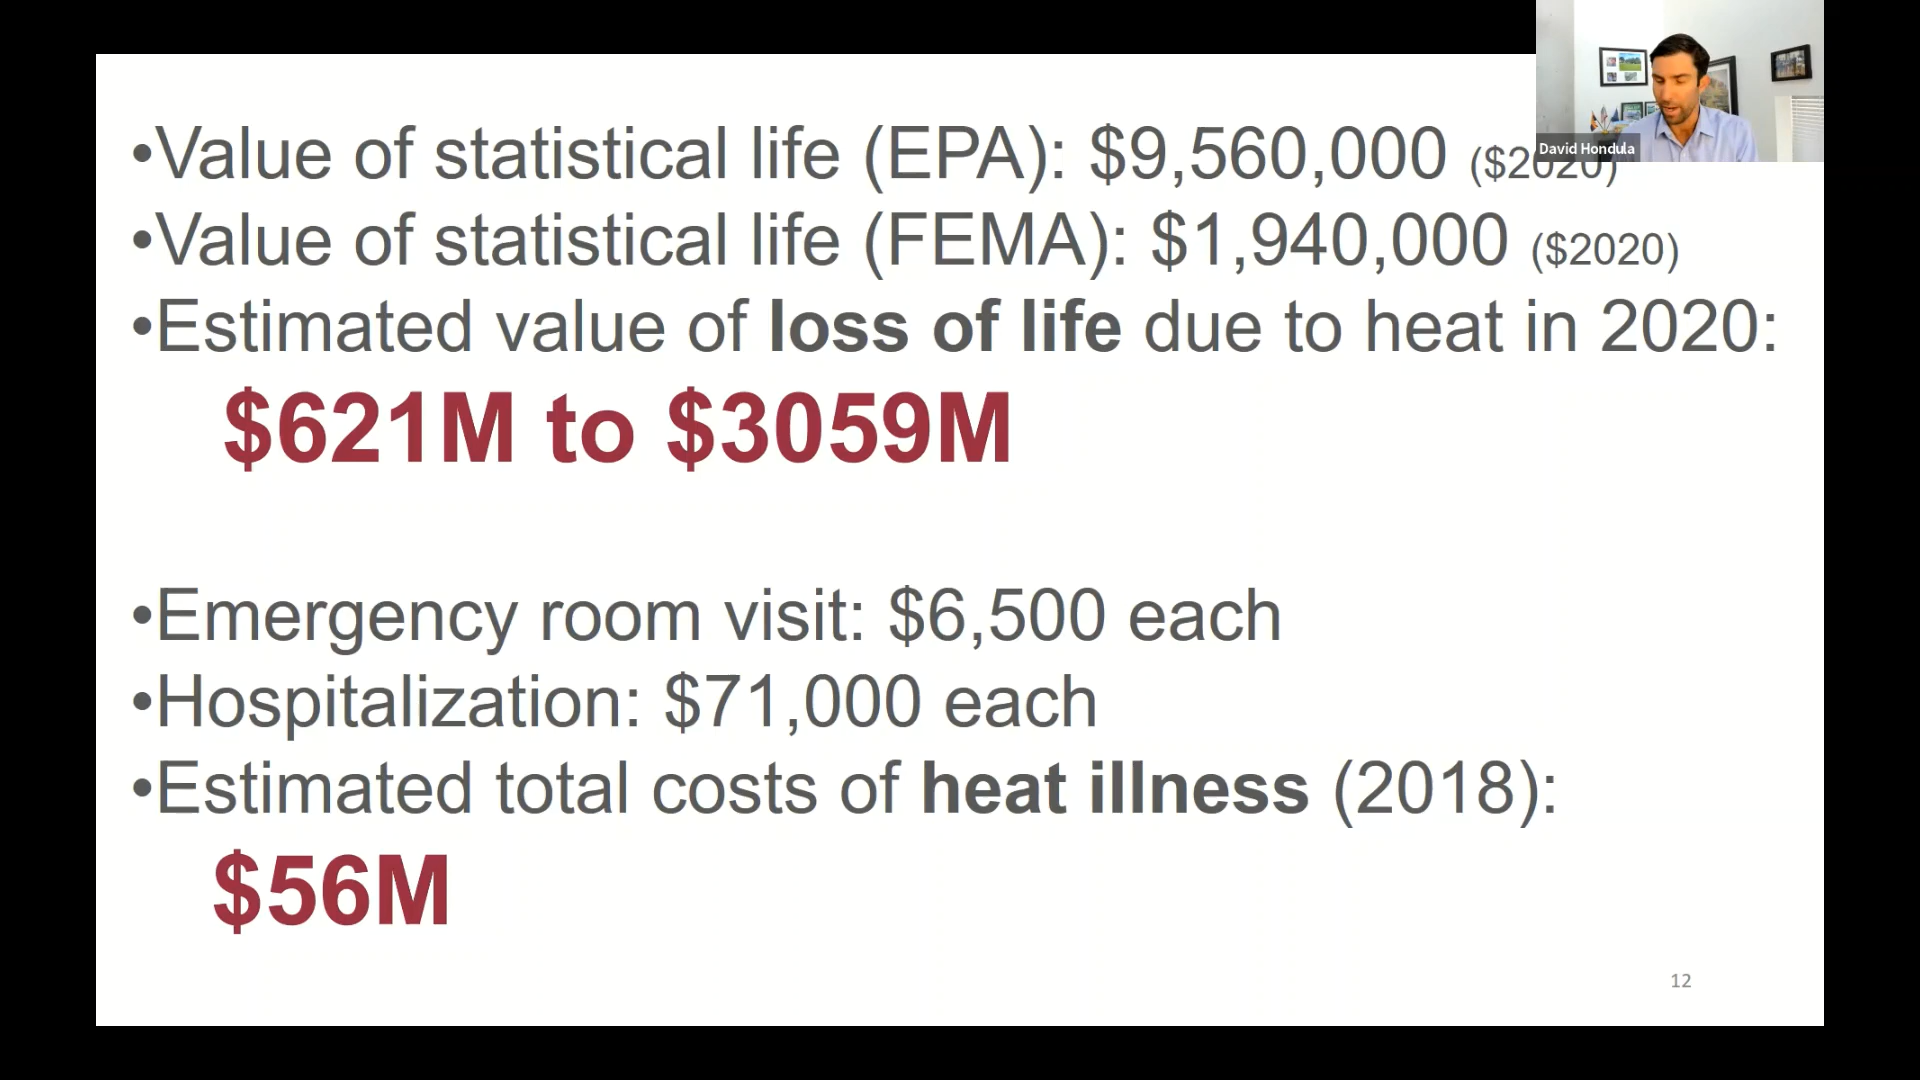 •Value of statistical life (EPA): $9,560,000 ($2020)
David Hondula
•Value of statistical life (FEMA): $1,940,000 ($2020)
•Estimated value of loss of life due to heat in 2020:
$621M to $3059M
•Emergency room visit: $6,500 each
•Hospitalization: $71,000 each
•Estimated total costs of heat illness (2018):
$56M
12